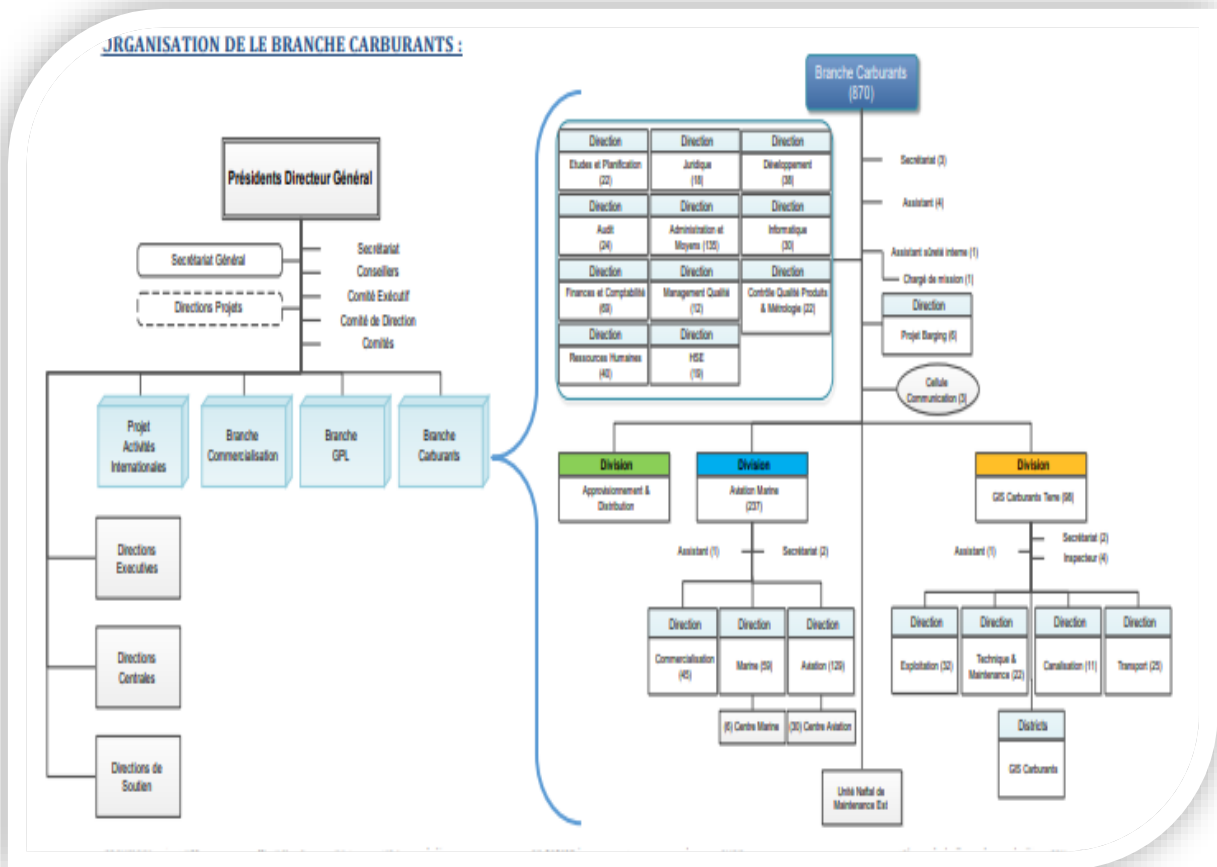 ORGANISATION DE LE BRANCHE CARBURANTS :
Présidents Directeur Général
Secrétariat Général
Directions Projets
Secrétariat
Conseillers
Comité Exécutif
Comité de Direction
Comités
Projet
Activités
Internationales
Branche
Commercialisation
Branche
GPL
Branche
Carburants
Directions
Executives
Directions
Centrales
Directions de
Soutien
Branche Carburants
(870)
Direction
Etudes et Planification
(22)
Direction
Juridique
(18)
Direction
Développement
(38)
Direction
Audit
(24)
Direction
Administration et
Moyens (135)
Direction
Informatique
(30)
Direction
Finances et Comptabilité
(69)
Direction
Management Qualité
(12)
Direction
Contrôle Qualité Produits
& Métrologie (22)
Direction
Ressources Humaines
(40)
Direction
HSE
(19)
Secrétariat (3)
Assistant (4)
Assistant sûreté interne (1)
Chargé de mission (1)
Direction
Projet Barging (6)
Cellule
Communication (3)
Division
Approvisionnement &
Distribution
Division
Aviation Marine
(237)
Assistant (1)
Secrétariat (2)
Direction
Commercialisation
(45)
Direction
Marine (59)
Direction
Aviation (129)
(6) Centre Marine
(30) Centre Aviation
Division
GIS Carburants Terre (98)
Secrétariat (2)
Assistant (1)
Inspecteur (4)
Direction
Exploitation (32)
Direction
Technique &
Maintenance (22)
Direction
Canalisation (11)
Direction
Transport (25)
Districts
GIS Carburants
Unité Naftal de
Maintenance Est